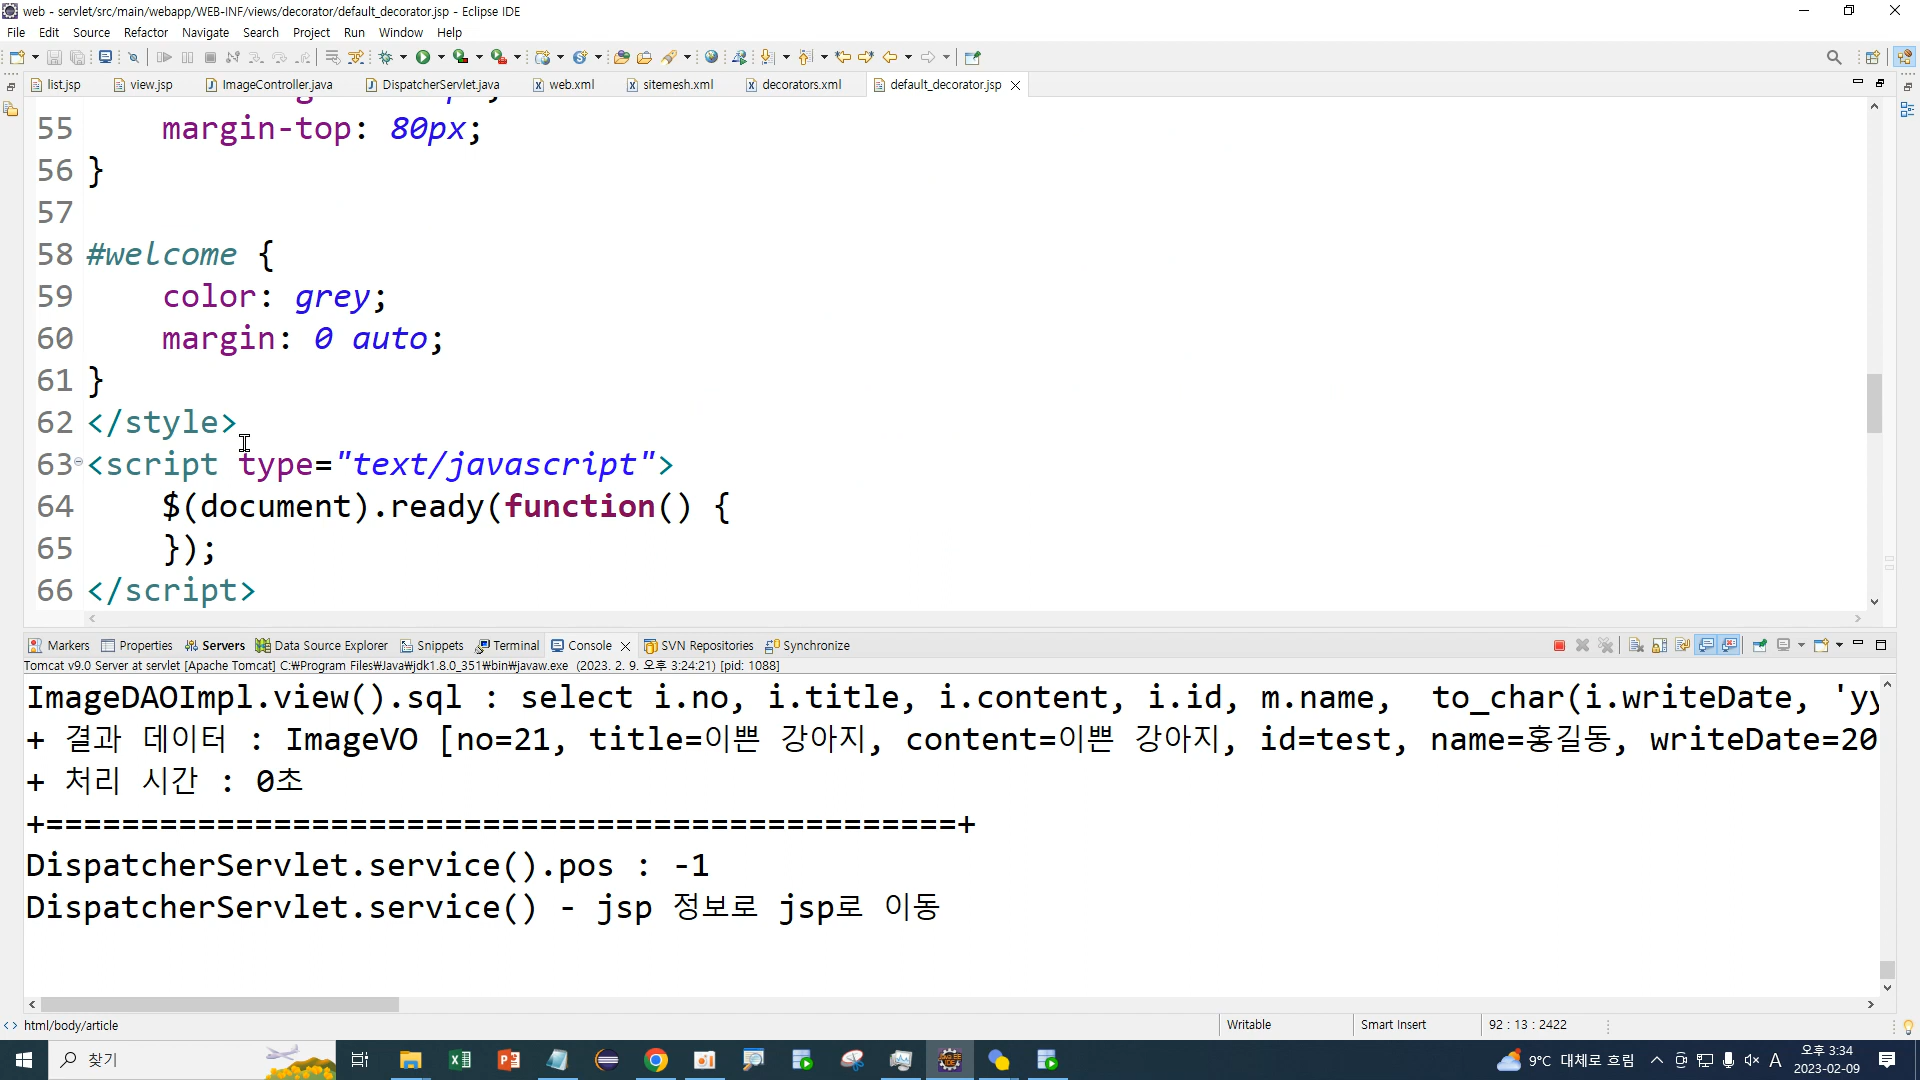 web - servlet/src/main/webapp/WEB-INF/views/decorator/default_decorator.jsp - Eclipse IDE
File Edit Source Refactor Navigate Search Project Run Window Help
list.jsp view.jsp ImageController.java DispatcherServlet.java web.xml sitemesh.xml decorators.xml default_decorator.jsp
55 margin-top: 80px;
56 }
57
58 #welcome {
59 color: grey;
60 margin: 0 auto;
61 }
62 </style>
63 <script type="text/javascript">
64 $(document).ready(function() {
65 });
66 </script>
Markers Properties Servers Data Source Explorer Snippets Terminal Console SVN Repositories Synchronize
Tomcat v9.0 Server at servlet [Apache Tomcat] C:₩Program Files₩Java₩jdk1.8.0_351₩bin₩javaw.exe (2023. 2. 9. 오후 3:24:21) [pid: 1088]
ImageDAOImpl.view().sql : select i.no, i.title, i.content, i.id, m.name, to_char(i.writeDate, 'yy
+ 결과 데이터 : ImageVO [no=21, title=이쁜 강아지, content=이쁜 강아지, id=test, name=홍길동, writeDate=20
+ 처리 시간 : 0초
+================================================+
DispatcherServlet.service().pos : -1
DispatcherServlet.service() - jsp 정보로 jsp로 이동
html/body/article Writable Smart Insert 92 : 13 : 2422
찾기 9°C 대체로 흐림 A 오후 3:34
2023-02-09